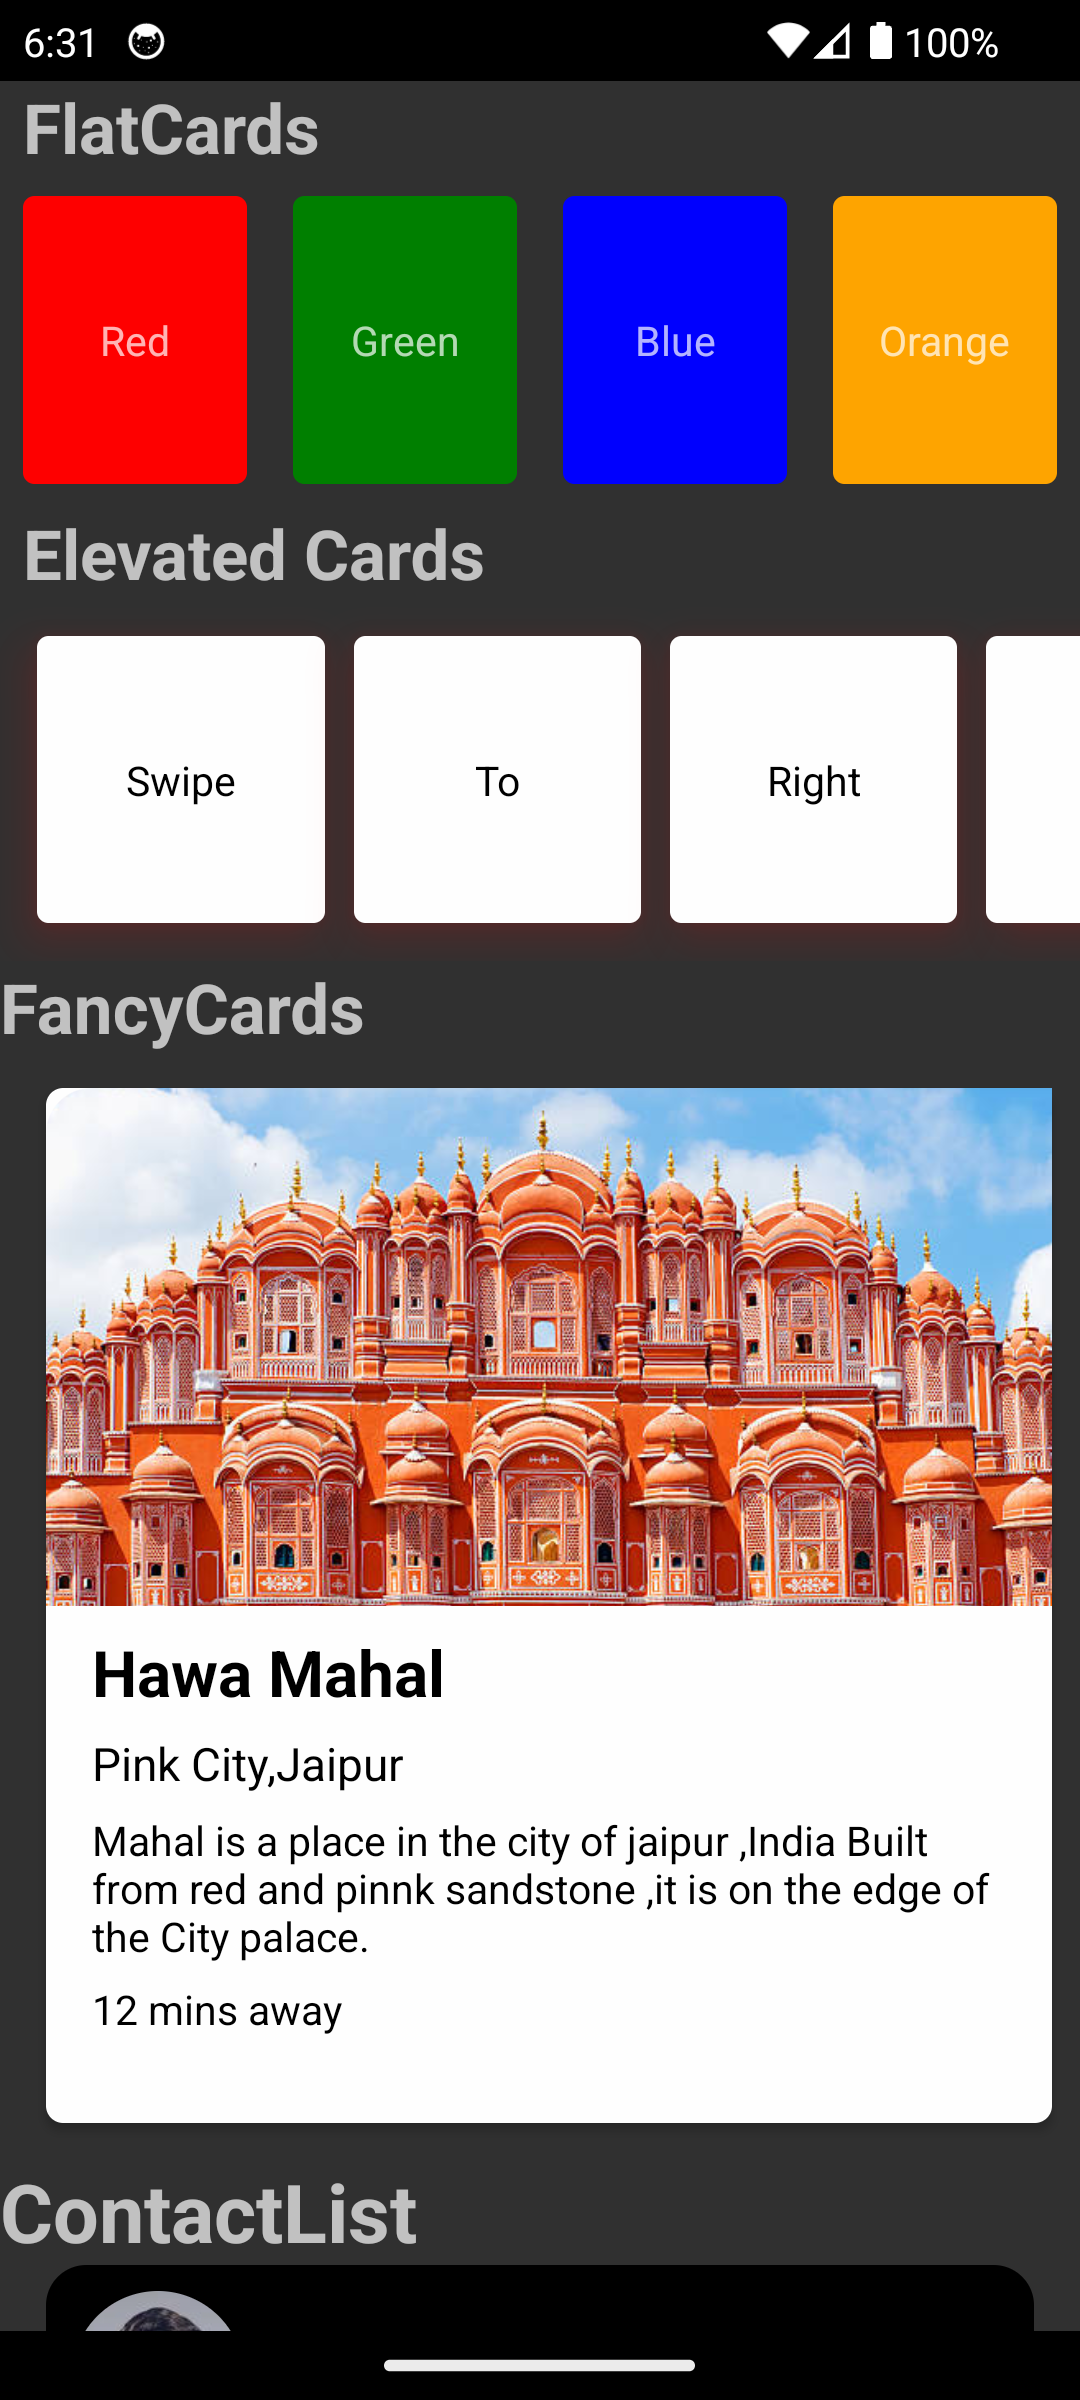 6:31
100%
FlatCards
Red
Green
Blue
Orange
Elevated Cards
Swipe
To
Right
FancyCards
Hawa Mahal
Pink City,Jaipur
Mahal is a place in the city of jaipur ,India Built
from red and pinnk sandstone ,it is on the edge of
the City palace.
12 mins away
ContactList